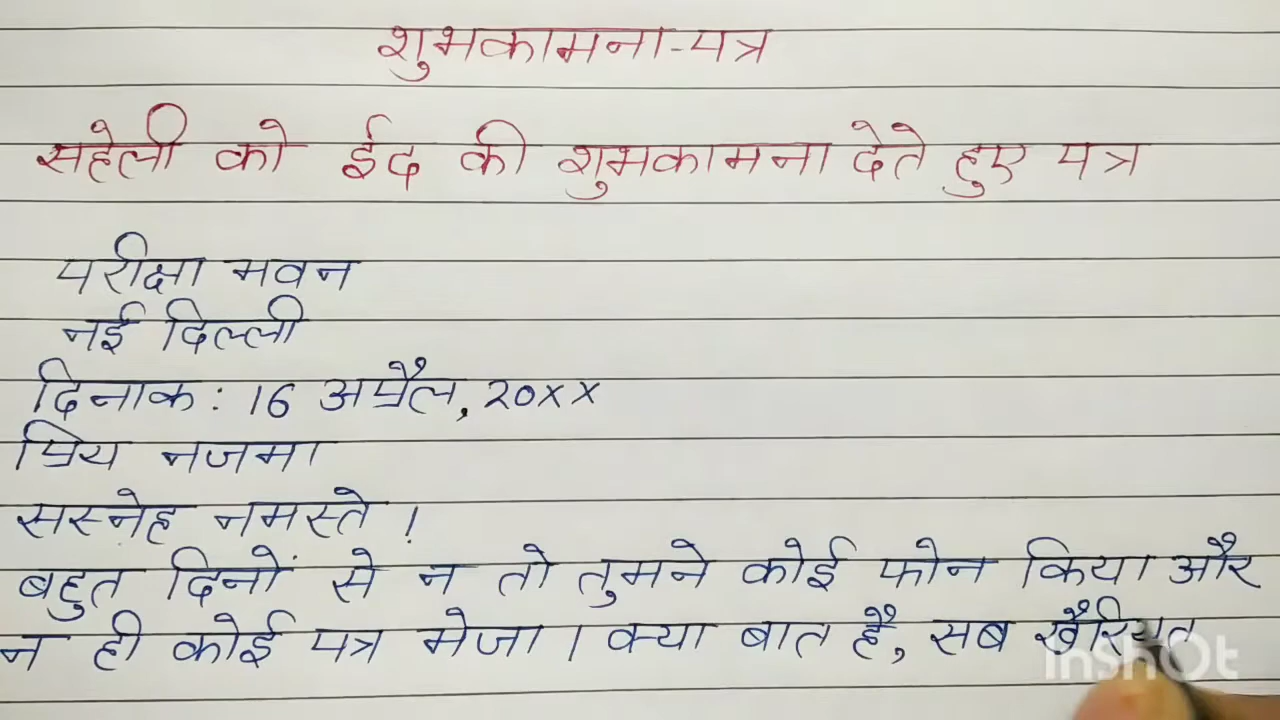 शुभकामना-पत्र
सहेली को ईद की शुभकामना देते हुए पत्र
परीक्षा भवन
नई दिल्ली
दिनाक : 16 अप्रैल, 20××
प्रिय नजमा
सस्नेह नमस्ते !
बहुत दिनों से न तो तुमने कोई फोन किया और
न ही कोई पत्र भेजा । क्या बात है, सब खैरियत
InShOt